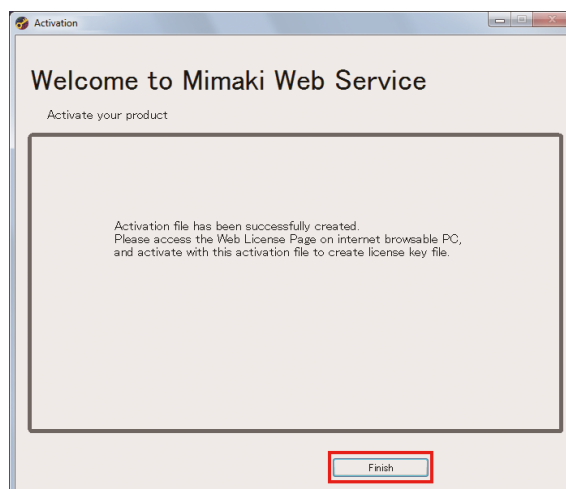 Activation
Welcome to Mimaki Web Service
Activate your product
Activation file has been successfully created.
Please access the Web License Page on internet browsable PC,
and activate with this activation file to create license key file.
Finish